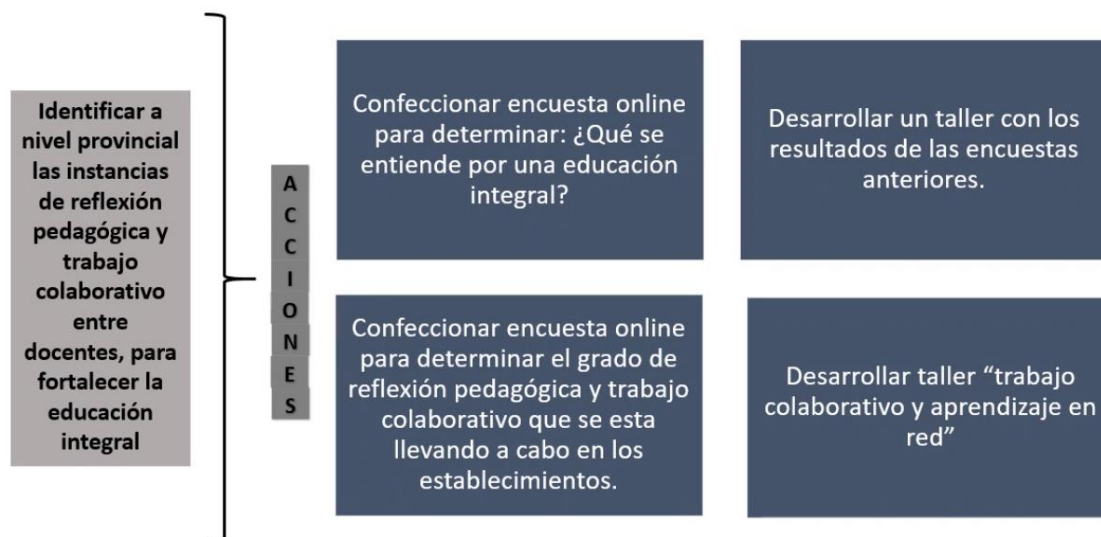 Identificar a
nivel provincial
las instancias
de reflexión
pedagógica y
trabajo
colaborativo
entre
docentes, para
fortalecer la
educación
integral
A
C
C
I
O
N
E
S
Confeccionar encuesta online
para determinar: ¿Qué se
entiende por una educación
integral?
Desarrollar un taller con los
resultados de las encuestas
anteriores.
Confeccionar encuesta online
para determinar el grado de
reflexión pedagógica y trabajo
colaborativo que se esta
llevando a cabo en los
establecimientos.
Desarrollar taller “trabajo
colaborativo y aprendizaje en
red”